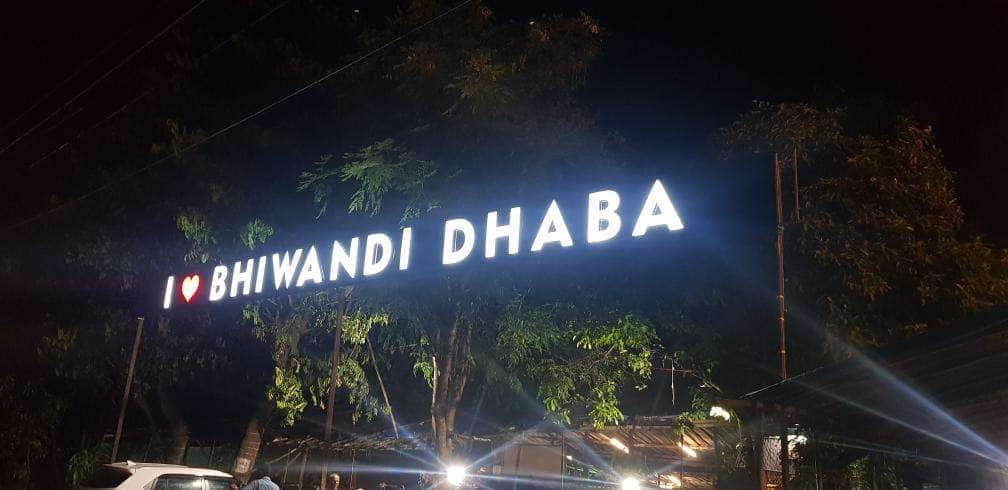 I ❤ BHIWANDI DHABA